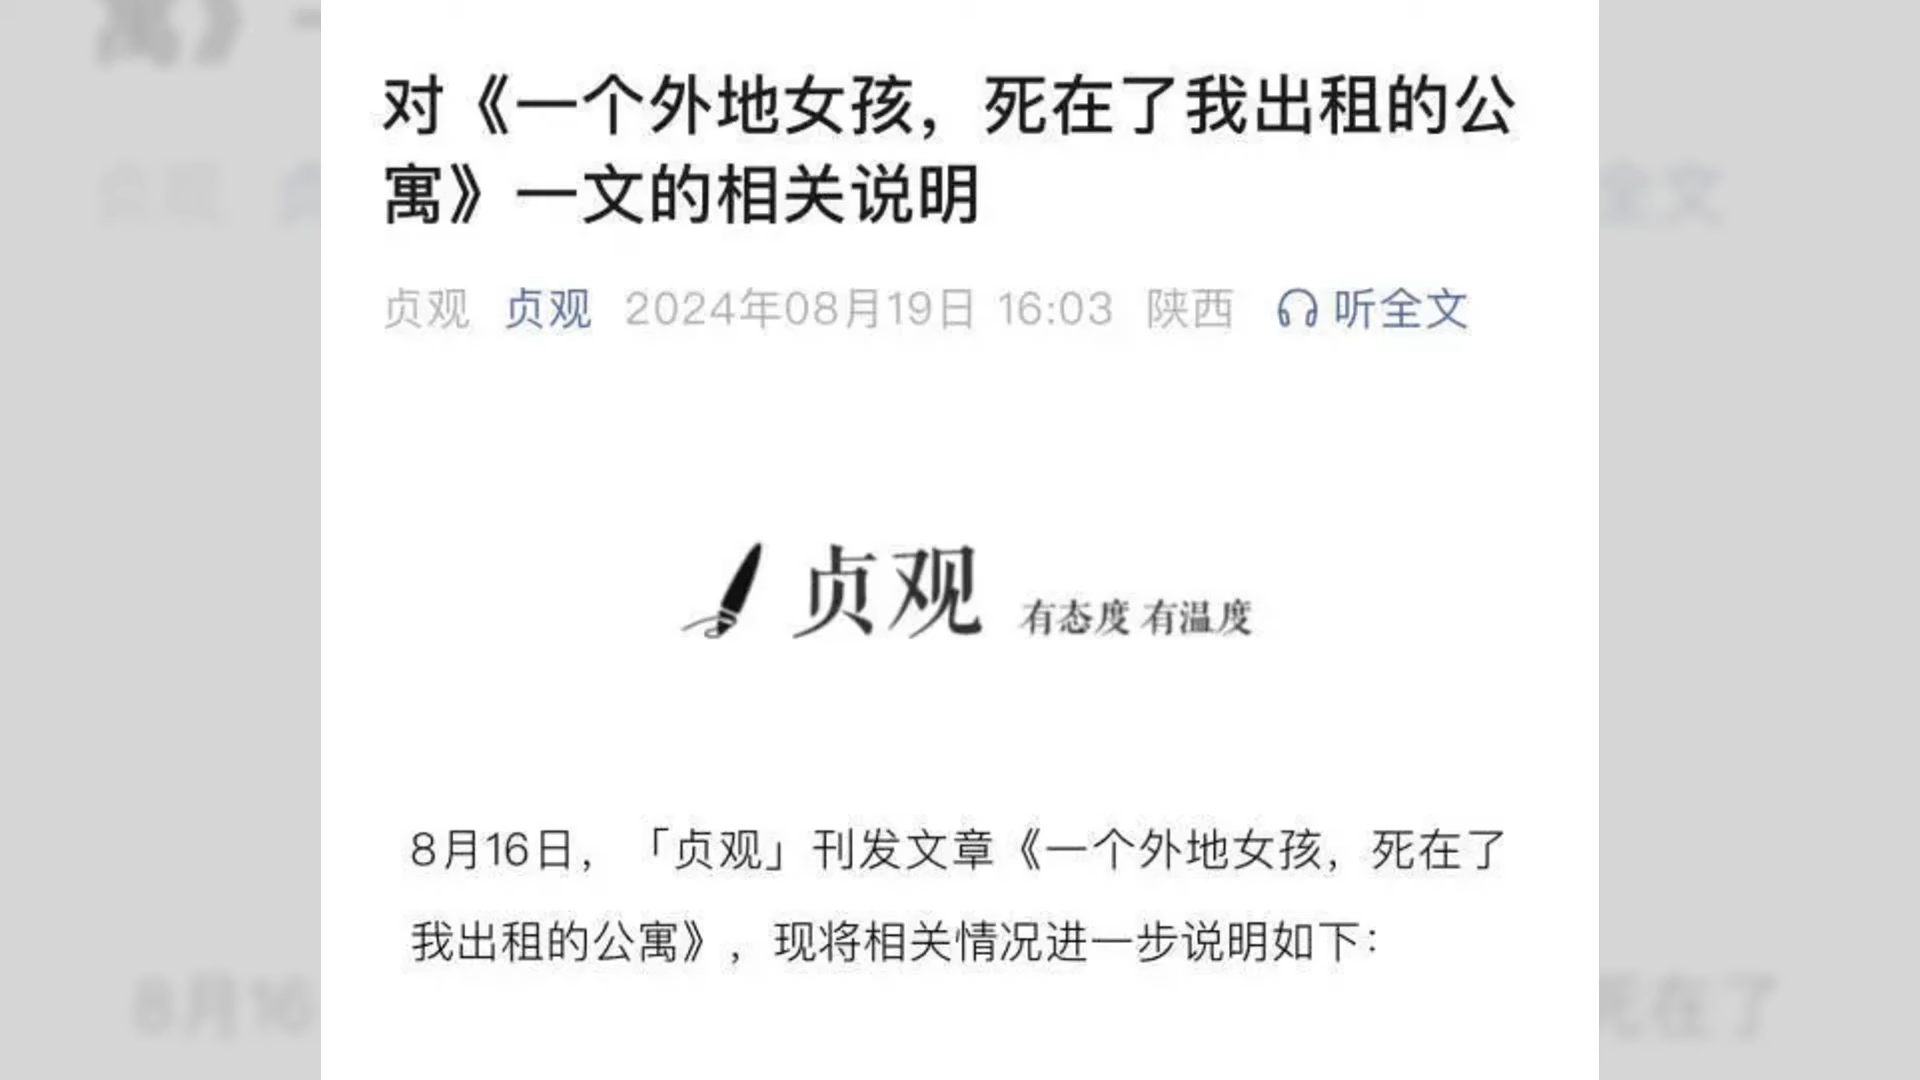 对《一个外地女孩，死在了我出租的公
寓》一文的相关说明
贞观 贞观 2024年08月19日 16:03 陕西 听全文
贞观 有态度 有温度
8月16日，「贞观」刊发文章《一个外地女孩，死在了
我出租的公寓》，现将相关情况进一步说明如下：